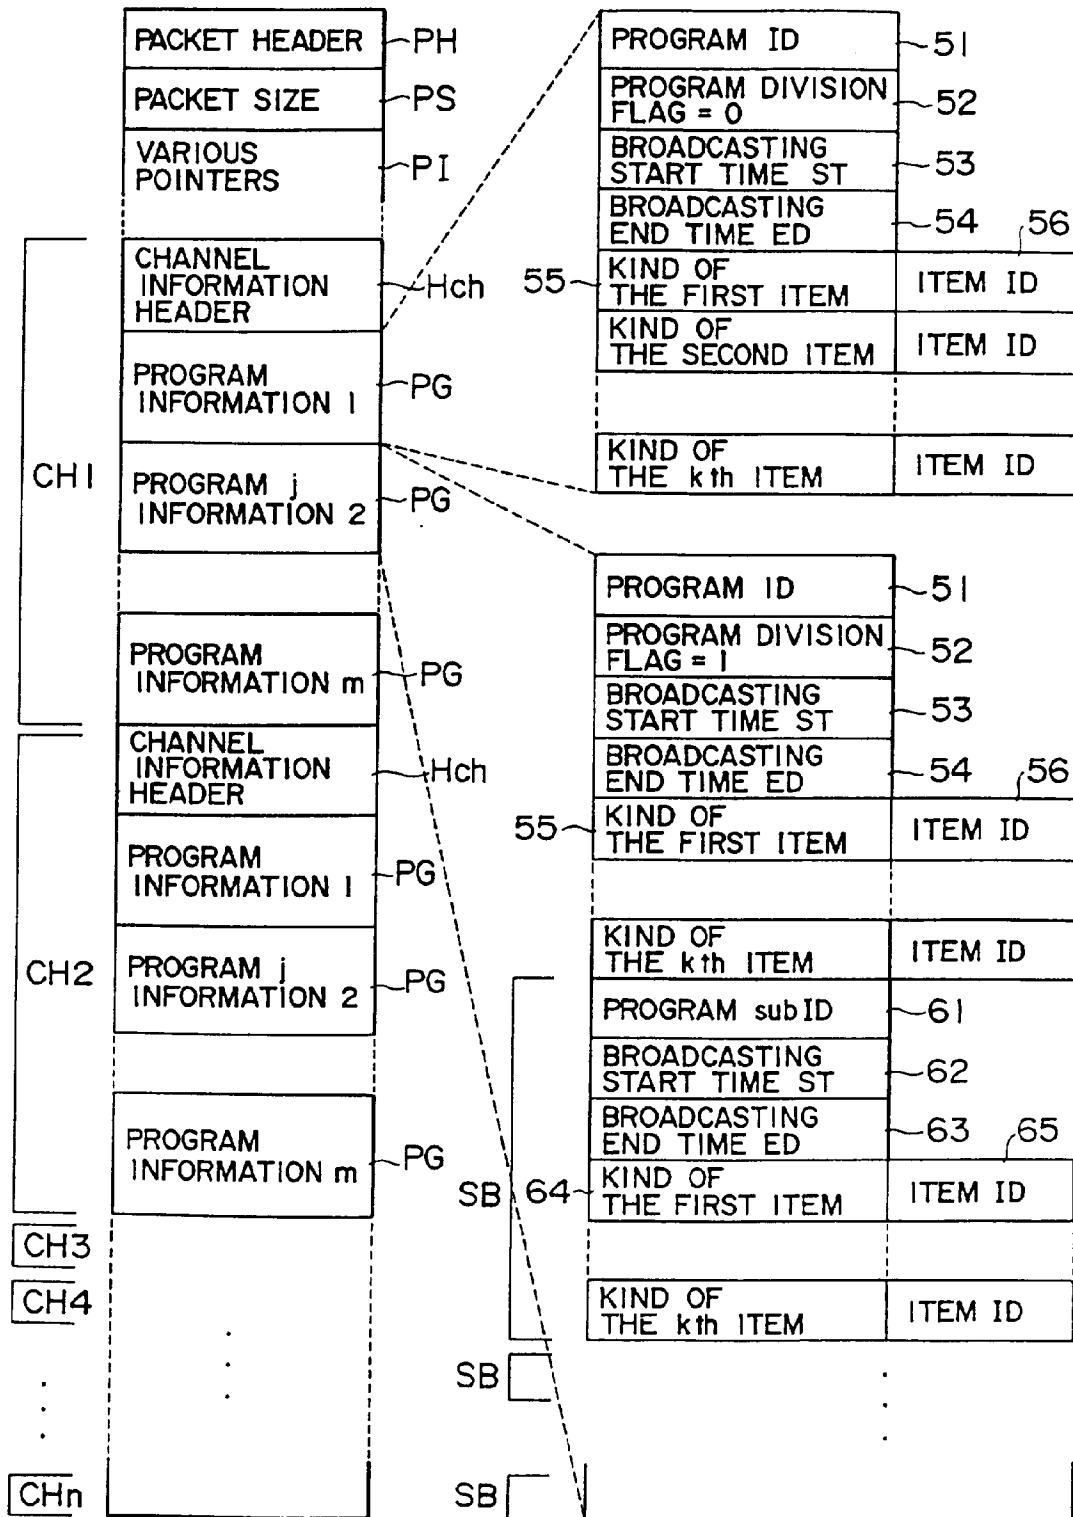 PACKET HEADER
PH
PACKET SIZE
PS
VARIOUS
POINTERS
PI
CH1
CHANNEL
INFORMATION
HEADER
Hch
PROGRAM
INFORMATION 1
PG
PROGRAM j
INFORMATION 2
PG
PROGRAM
INFORMATION m
PG
CH2
CHANNEL
INFORMATION
HEADER
Hch
PROGRAM
INFORMATION 1
PG
PROGRAM j
INFORMATION 2
PG
PROGRAM
INFORMATION m
PG
CH3
CH4
CHn
PROGRAM ID
51
PROGRAM DIVISION
FLAG = 0
52
BROADCASTING
START TIME ST
53
BROADCASTING
END TIME ED
54
56
55
KIND OF
THE FIRST ITEM
ITEM ID
KIND OF
THE SECOND ITEM
ITEM ID
KIND OF
THE kth ITEM
ITEM ID
PROGRAM ID
51
PROGRAM DIVISION
FLAG = 1
52
BROADCASTING
START TIME ST
53
BROADCASTING
END TIME ED
54
56
55
KIND OF
THE FIRST ITEM
ITEM ID
KIND OF
THE kth ITEM
ITEM ID
SB
PROGRAM subID
61
BROADCASTING
START TIME ST
62
BROADCASTING
END TIME ED
63
65
64
KIND OF
THE FIRST ITEM
ITEM ID
KIND OF
THE kth ITEM
ITEM ID
SB
SB